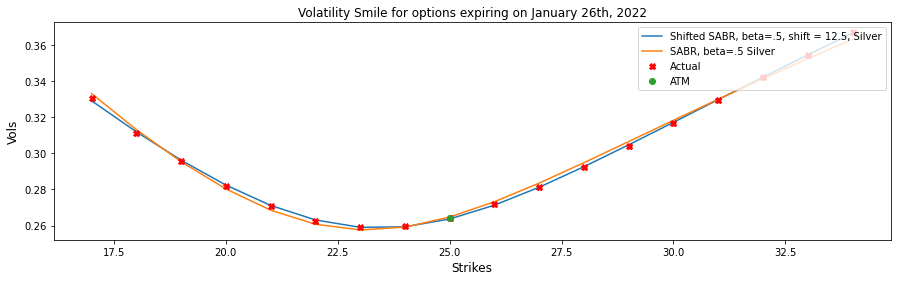 Volatility Smile for options expiring on January 26th, 2022
Shifted SABR, beta=.5, shift = 12.5, Silver
SABR, beta=.5 Silver
Actual
ATM
Vols
0.36
0.34
0.32
0.30
0.28
0.26
17.5 20.0 22.5 25.0 27.5 30.0 32.5
Strikes